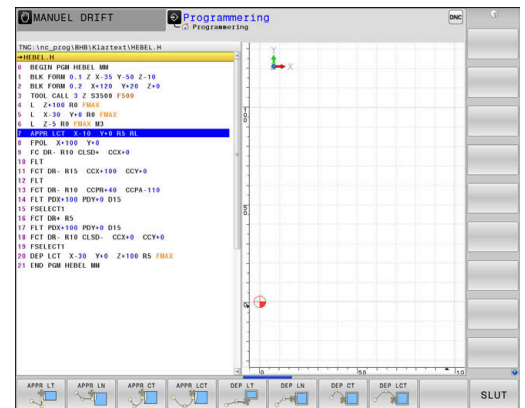 MANUEL DRIFT
Programmering
Programmering
DNC
TNC:\nc_prog\BHB\Klartext\HEBEL.H
→HEBEL.H
0 BEGIN PGM HEBEL MM
1 BLK FORM 0.1 Z X-35 Y-50 Z-10
2 BLK FORM 0.2 X+120 Y+20 Z+0
3 TOOL CALL 3 Z S3500 F500
4 L Z+100 R0 FMAX
5 L X-30 Y+0 R0 FMAX
6 L Z-5 R0 FMAX M3
7 APPR LCT X-10 Y+0 R5 RL
8 FPOL X+100 Y+0
9 FC DR- R10 CLSD+ CCX+0
10 FLT
11 FCT DR- R15 CCX+100 CCY+0
12 FLT
13 FCT DR- R10 CCPR+40 CCPA-110
14 FLT PDX+100 PDY+0 D15
15 FSELECT1
16 FCT DR+ R5
17 FLT PDX+100 PDY+0 D15
18 FCT DR- R10 CLSD- CCX+0 CCY+0
19 FSELECT1
20 DEP LCT X-30 Y+0 Z+100 R5 FMAX
21 END PGM HEBEL MM
Y
X
100
50
0
0 50 10
APPR LT APPR LN APPR CT APPR LCT DEP LT DEP LN DEP CT DEP LCT
SLUT